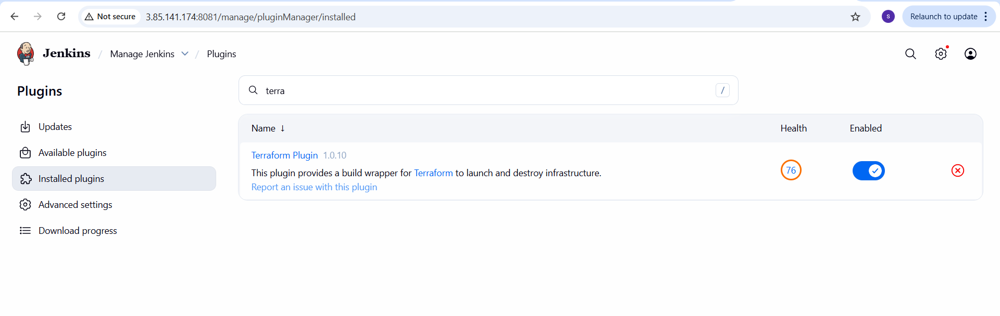 Not secure 3.85.141.174:8081/manage/pluginManager/installed S Relaunch to update
Jenkins / Manage Jenkins / Plugins
Plugins
terra /
Updates
Available plugins
Installed plugins
Advanced settings
Download progress
Name ↓ Health Enabled
Terraform Plugin 1.0.10
This plugin provides a build wrapper for Terraform to launch and destroy infrastructure.
Report an issue with this plugin
76